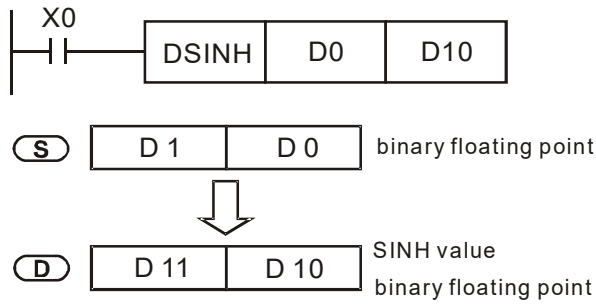 X0
DSINH D0 D10
S D 1 D 0 binary floating point
D D 11 D 10 SINH value
binary floating point